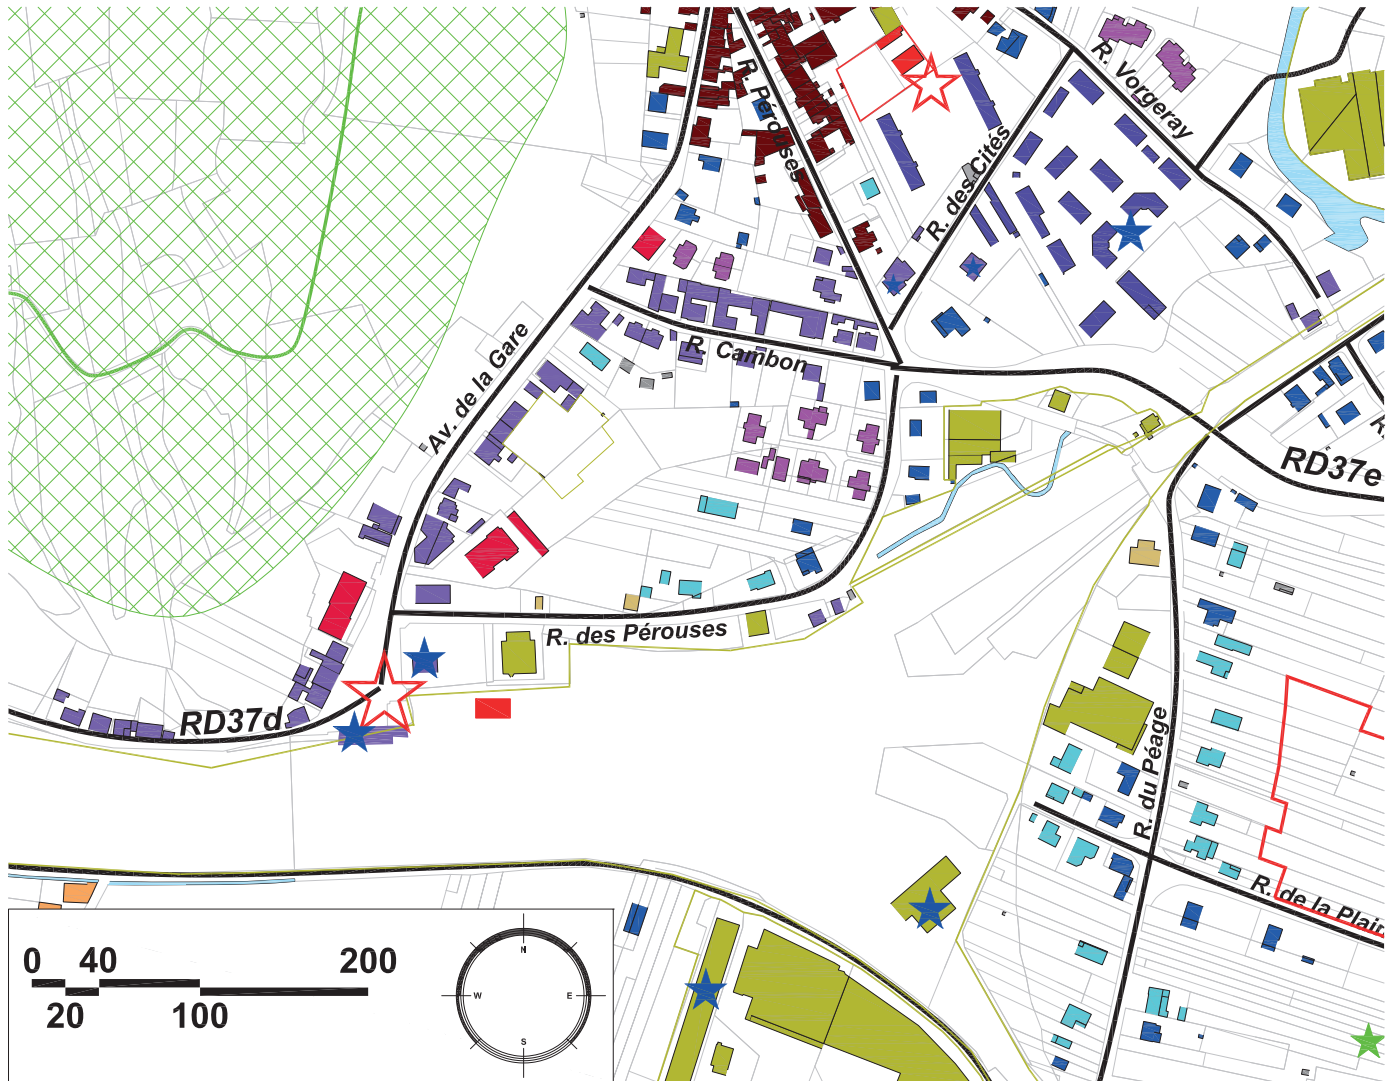 R. Pérouses
R. Vorgeray
R. des Cités
R. Cambon
Av. de la Gare
RD37e
R.
R. des Pérouses
RD37d
R. du Péage
R. de la Plain
0 40 200
20 100
N
W E
S